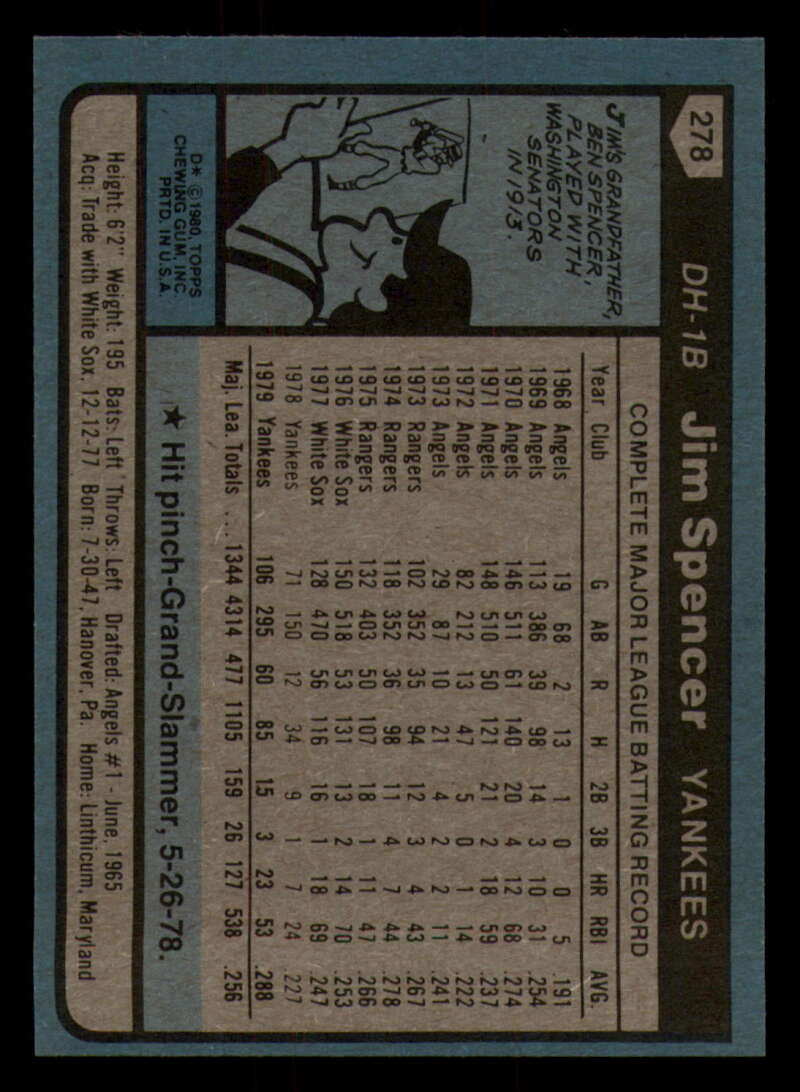 278 DH-1B Jim Spencer YANKEES
JIM'S GRANDFATHER,
BEN SPENCER,
PLAYED WITH
WASHINGTON
SENATORS
IN 1913.
D* ©1980, TOPPS
CHEWING GUM, INC.
PRTD. IN U.S.A.
COMPLETE MAJOR LEAGUE BATTING RECORD
Year Club G AB R H 2B 3B HR RBI AVG.
1968 Angels 19 68 2 13 1 0 0 5 .191
1969 Angels 113 386 39 98 14 3 10 31 .254
1970 Angels 146 511 61 140 20 4 12 68 .274
1971 Angels 148 510 50 121 21 2 18 59 .237
1972 Angels 82 212 13 47 5 0 1 14 .222
1973 Angels 29 87 10 21 4 2 2 11 .241
1973 Rangers 102 352 35 94 12 3 4 43 .267
1974 Rangers 118 352 36 98 11 4 7 44 .278
1975 Rangers 132 403 50 107 18 1 11 47 .266
1976 White Sox 150 518 53 131 13 2 14 70 .253
1977 White Sox 128 470 56 116 16 1 18 69 .247
1978 Yankees 71 150 12 34 9 1 7 24 .227
1979 Yankees 106 295 60 85 15 3 23 53 .288
Maj. Lea. Totals ... 1344 4314 477 1105 159 26 127 538 .256
★ Hit pinch-Grand-Slammer, 5-26-78.
Height: 6'2" Weight: 195 Bats: Left Throws: Left Drafted: Angels #1 - June, 1965
Acq: Trade with White Sox, 12-12-77 Born: 7-30-47, Hanover, Pa. Home: Linthicum, Maryland